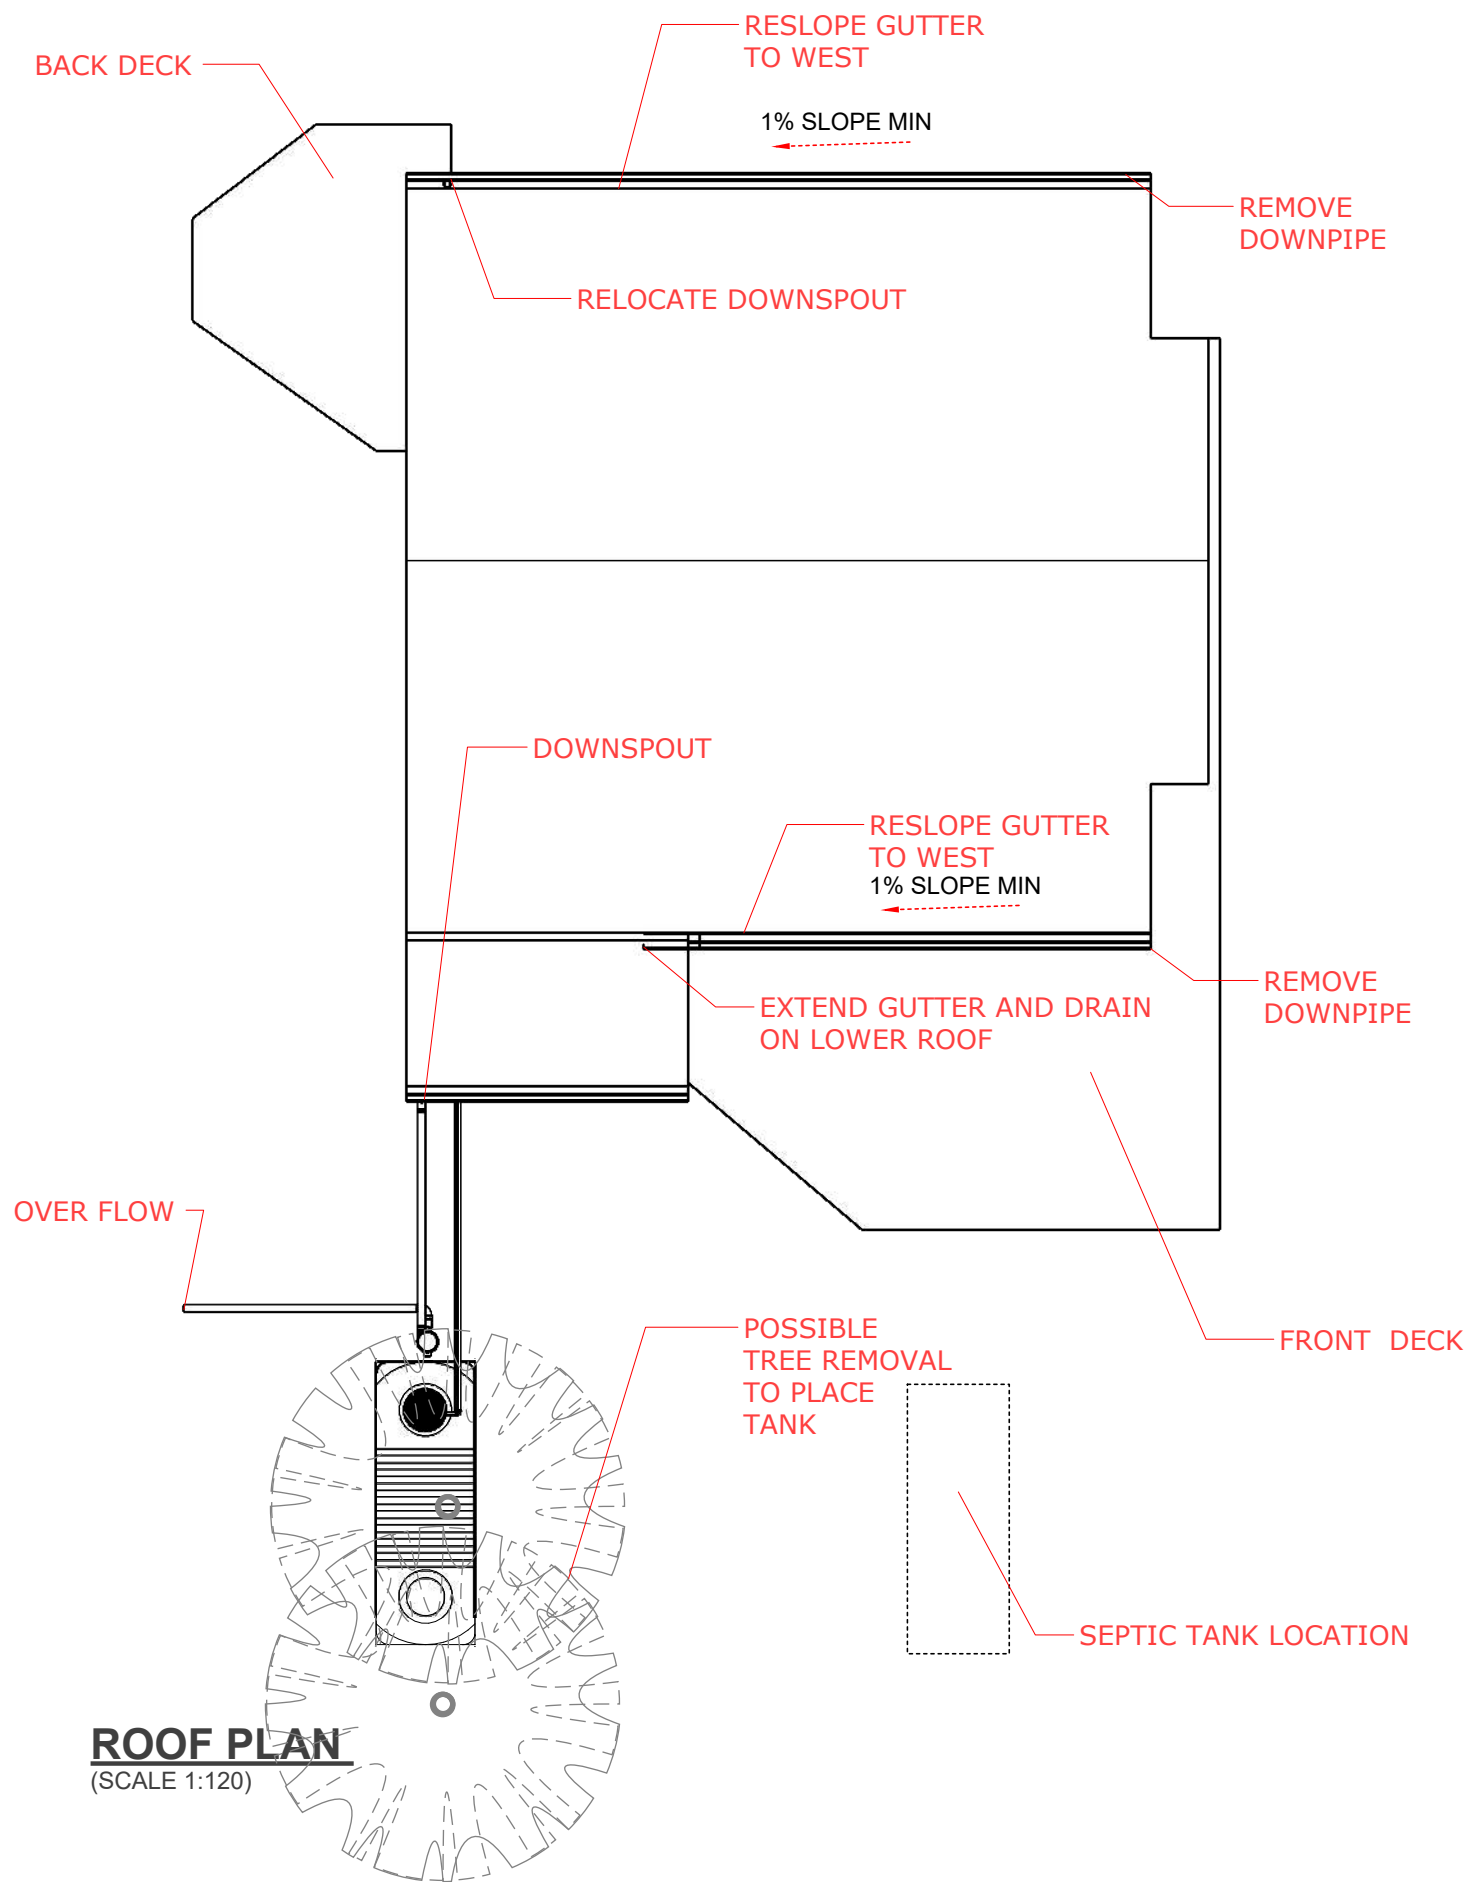 RESLOPE GUTTER
TO WEST
BACK DECK
1% SLOPE MIN
REMOVE
DOWNPIPE
RELOCATE DOWNSPOUT
DOWNSPOUT
RESLOPE GUTTER
TO WEST
1% SLOPE MIN
REMOVE
DOWNPIPE
EXTEND GUTTER AND DRAIN
ON LOWER ROOF
OVER FLOW
POSSIBLE
TREE REMOVAL
TO PLACE
TANK
FRONT DECK
SEPTIC TANK LOCATION
ROOF PLAN
(SCALE 1:120)